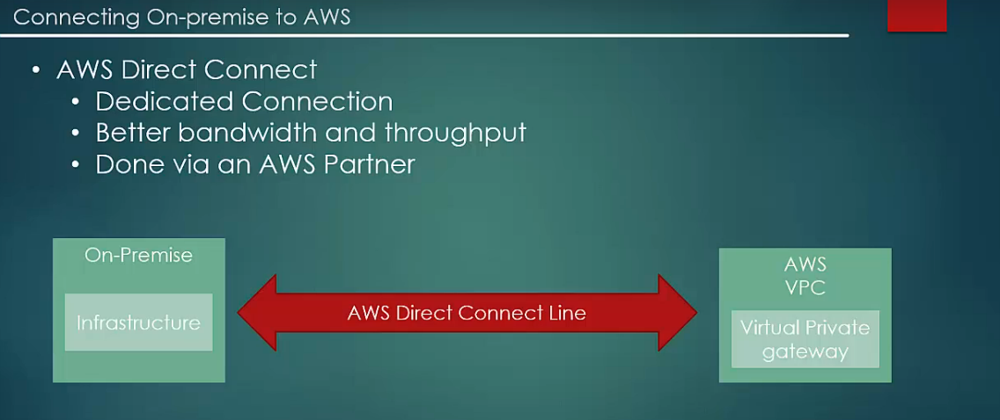 Connecting On-premise to AWS
• AWS Direct Connect
• Dedicated Connection
• Better bandwidth and throughput
• Done via an AWS Partner
On-Premise
Infrastructure
AWS Direct Connect Line
AWS
VPC
Virtual Private
gateway